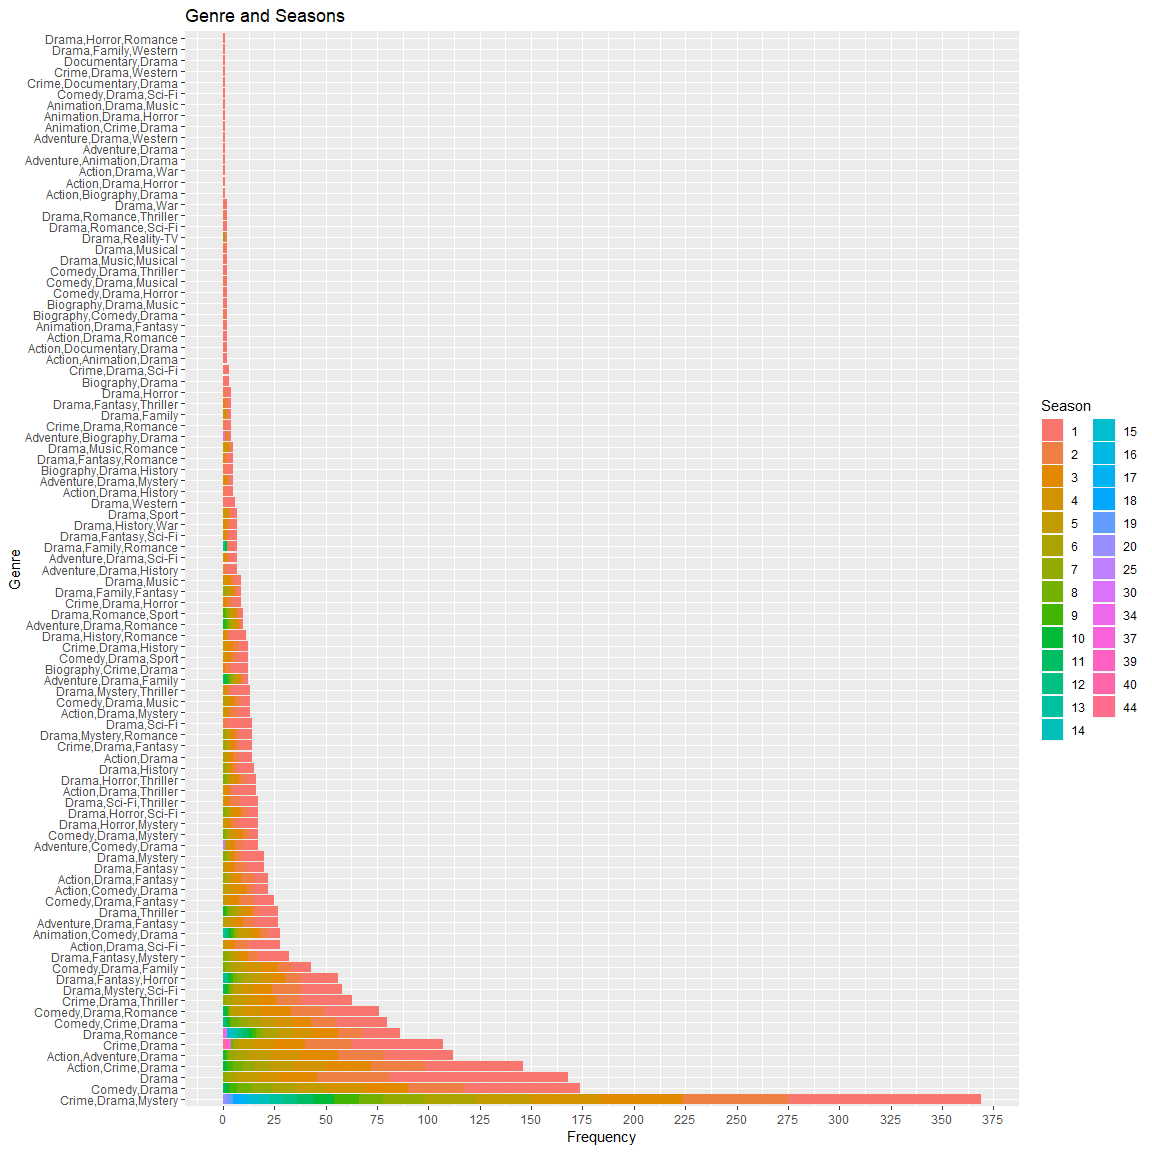 Genre and Seasons
Drama,Horror,Romance
Drama,Family,Western
Documentary,Drama
Crime,Drama,Western
Crime,Documentary,Drama
Comedy,Drama,Sci-Fi
Animation,Drama,Music
Animation,Drama,Horror
Animation,Crime,Drama
Adventure,Drama,Western
Adventure,Drama
Adventure,Animation,Drama
Action,Drama,War
Action,Drama,Horror
Action,Biography,Drama
Drama,War
Drama,Romance,Thriller
Drama,Romance,Sci-Fi
Drama,Reality-TV
Drama,Musical
Drama,Music,Musical
Comedy,Drama,Thriller
Comedy,Drama,Musical
Comedy,Drama,Horror
Biography,Drama,Music
Biography,Comedy,Drama
Animation,Drama,Fantasy
Action,Drama,Romance
Action,Documentary,Drama
Action,Animation,Drama
Crime,Drama,Sci-Fi
Biography,Drama
Drama,Horror
Drama,Fantasy,Thriller
Drama,Family
Crime,Drama,Romance
Adventure,Biography,Drama
Drama,Music,Romance
Drama,Fantasy,Romance
Biography,Drama,History
Adventure,Drama,Mystery
Action,Drama,History
Drama,Western
Drama,Sport
Drama,History,War
Drama,Fantasy,Sci-Fi
Drama,Family,Romance
Adventure,Drama,Sci-Fi
Adventure,Drama,History
Drama,Music
Drama,Family,Fantasy
Crime,Drama,Horror
Drama,Romance,Sport
Adventure,Drama,Romance
Drama,History,Romance
Crime,Drama,History
Comedy,Drama,Sport
Biography,Crime,Drama
Adventure,Drama,Family
Drama,Mystery,Thriller
Comedy,Drama,Music
Action,Drama,Mystery
Drama,Sci-Fi
Drama,Mystery,Romance
Crime,Drama,Fantasy
Action,Drama
Drama,History
Drama,Horror,Thriller
Action,Drama,Thriller
Drama,Sci-Fi,Thriller
Drama,Horror,Sci-Fi
Drama,Horror,Mystery
Comedy,Drama,Mystery
Adventure,Comedy,Drama
Drama,Mystery
Drama,Fantasy
Action,Drama,Fantasy
Action,Comedy,Drama
Comedy,Drama,Fantasy
Drama,Thriller
Adventure,Drama,Fantasy
Animation,Comedy,Drama
Action,Drama,Sci-Fi
Drama,Fantasy,Mystery
Comedy,Drama,Family
Drama,Fantasy,Horror
Drama,Mystery,Sci-Fi
Crime,Drama,Thriller
Comedy,Drama,Romance
Comedy,Crime,Drama
Drama,Romance
Crime,Drama
Action,Adventure,Drama
Action,Crime,Drama
Drama
Comedy,Drama
Crime,Drama,Mystery
Genre
0 25 50 75 100 125 150 175 200 225 250 275 300 325 350 375
Frequency
Season
1 15
2 16
3 17
4 18
5 19
6 20
7 25
8 30
9 34
10 37
11 39
12 40
13 44
14